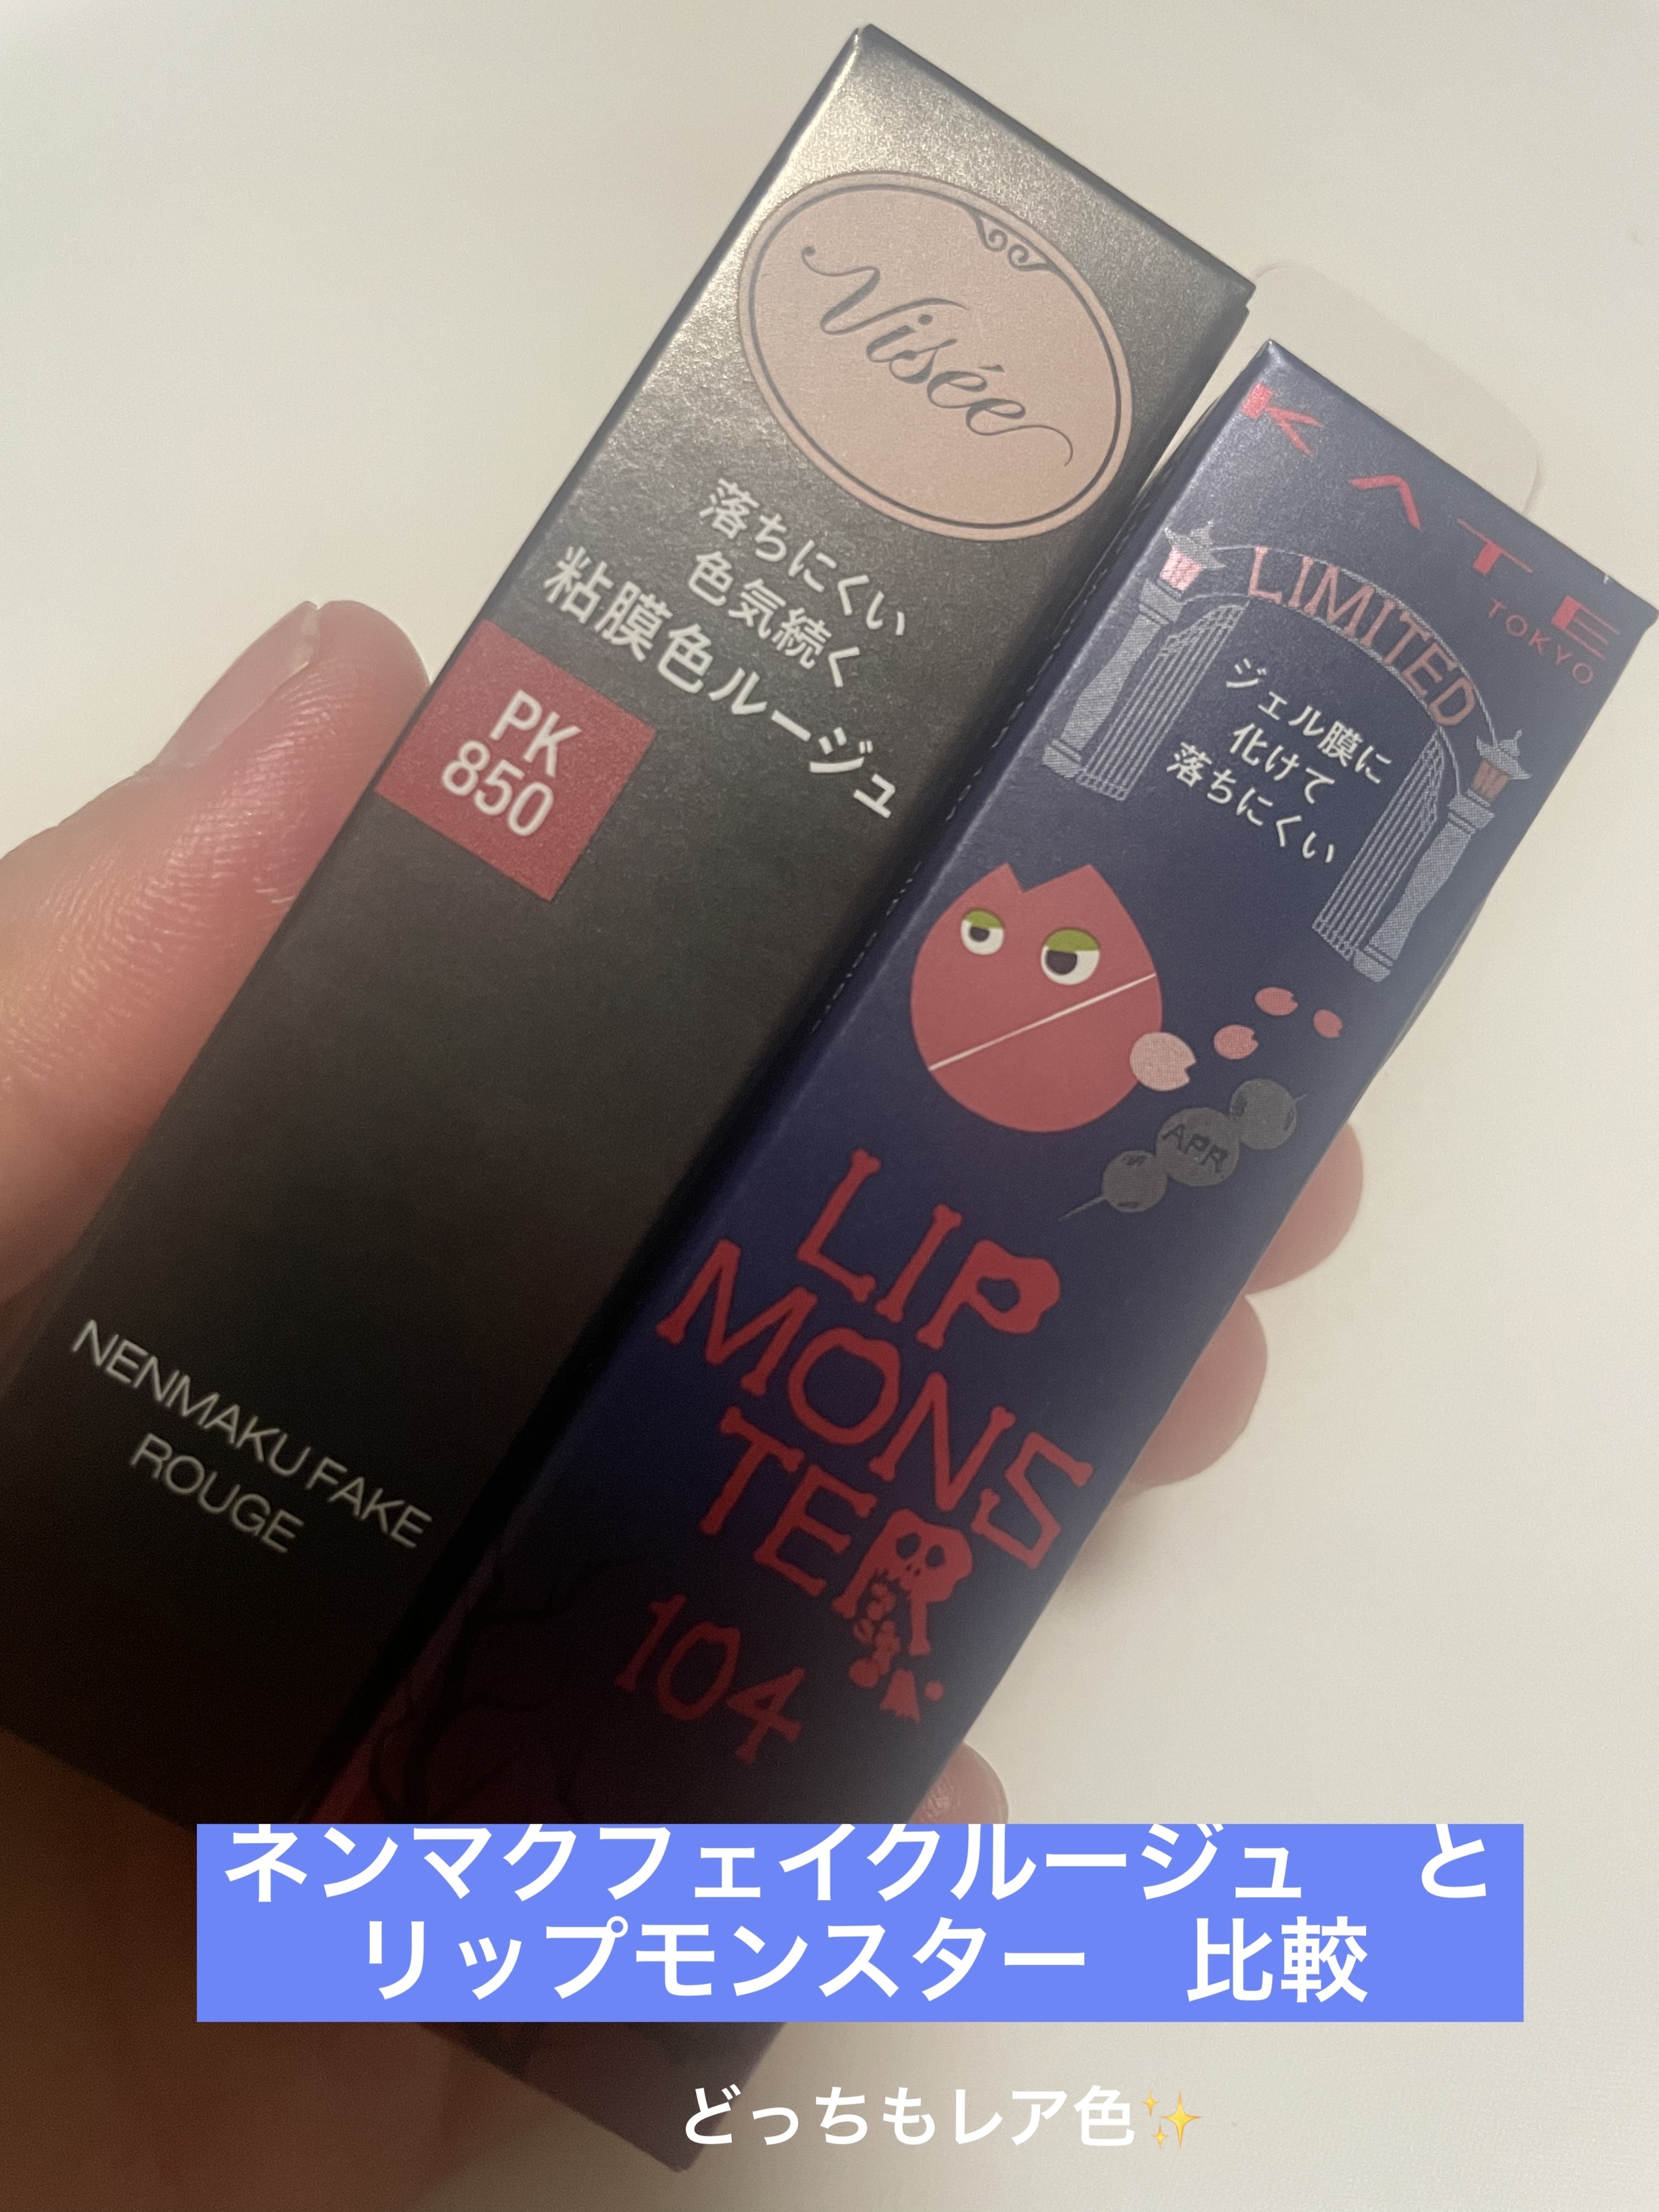 Visée
落ちにくい
色気続く
粘膜色ルージュ
PK
850
NENMAKU FAKE
ROUGE
KATE
TOKYO
LIMITED
ジェル膜に
化けて
落ちにくい
APR
LIP
MONS
TER
104
ネンマクフェイクルージュ　と
リップモンスター　比較
どっちもレア色✨